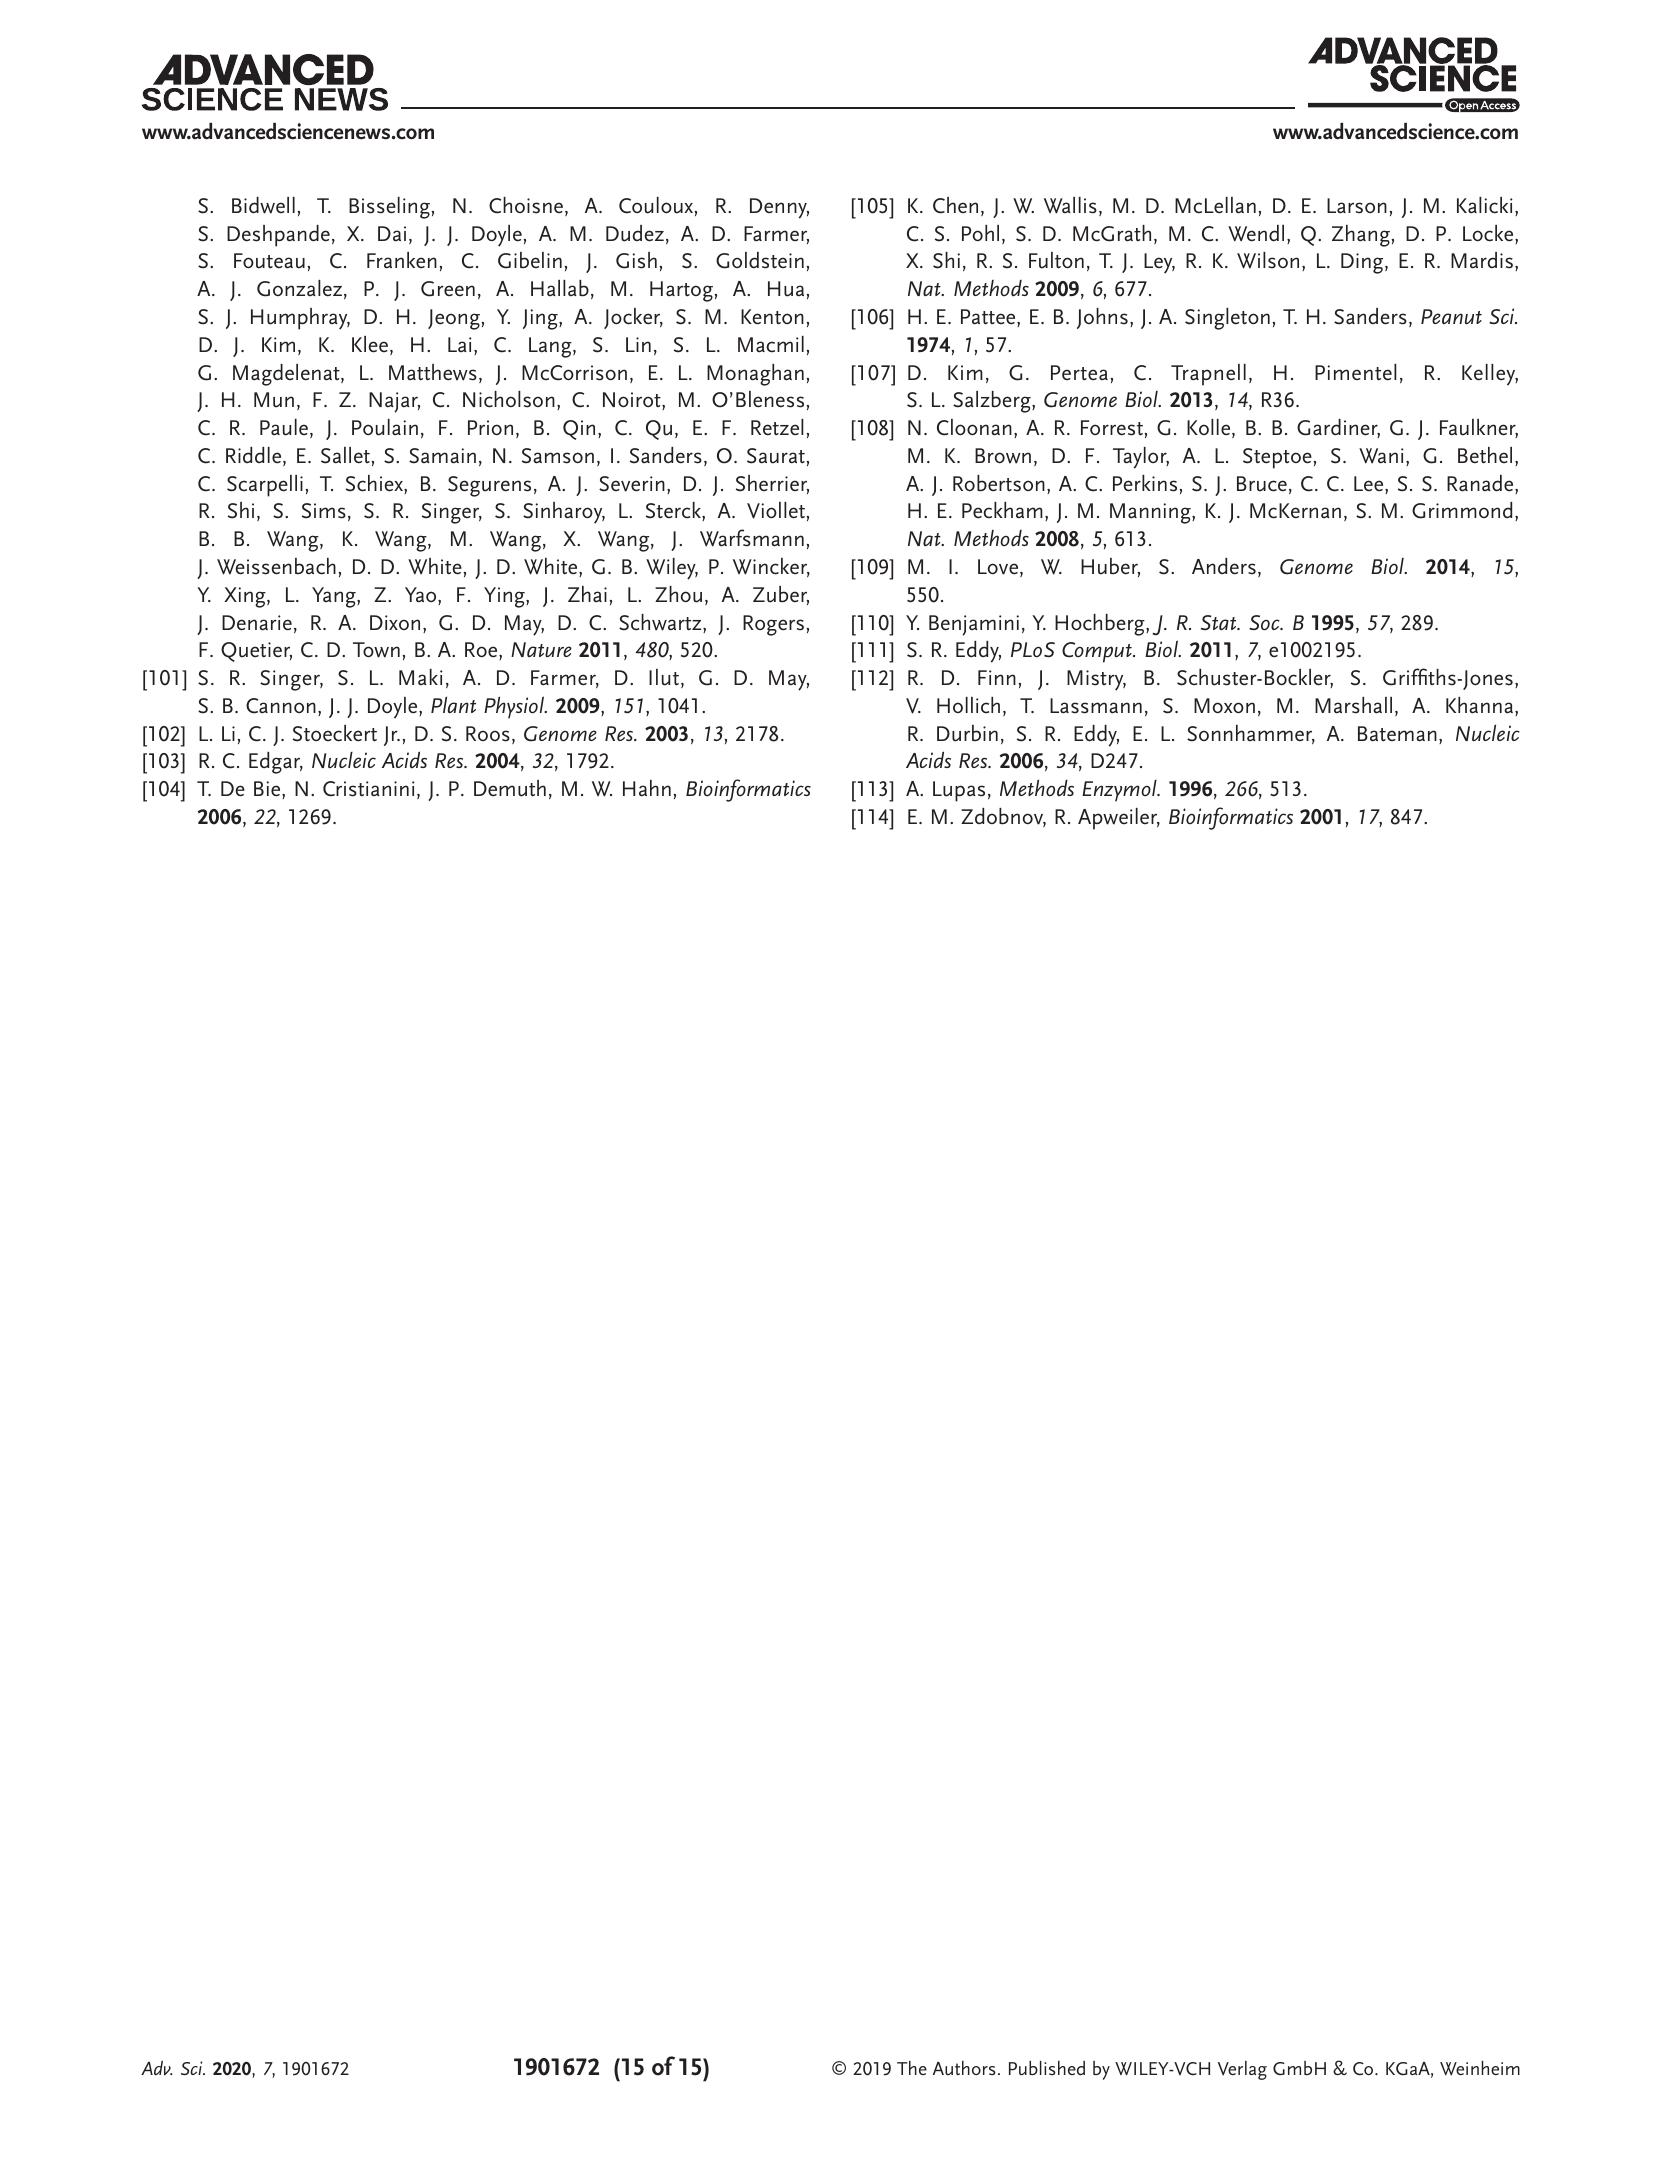 ADVANCED
SCIENCE NEWS
www.advancedsciencenews.com
ADVANCED
SCIENCE
Open Access
www.advancedscience.com
S. Bidwell, T. Bisseling, N. Choisne, A. Couloux, R. Denny,
S. Deshpande, X. Dai, J. J. Doyle, A. M. Dudez, A. D. Farmer,
S. Fouteau, C. Franken, C. Gibelin, J. Gish, S. Goldstein,
A. J. Gonzalez, P. J. Green, A. Hallab, M. Hartog, A. Hua,
S. J. Humphray, D. H. Jeong, Y. Jing, A. Jocker, S. M. Kenton,
D. J. Kim, K. Klee, H. Lai, C. Lang, S. Lin, S. L. Macmil,
G. Magdelenat, L. Matthews, J. McCorrison, E. L. Monaghan,
J. H. Mun, F. Z. Najar, C. Nicholson, C. Noirot, M. O’Bleness,
C. R. Paule, J. Poulain, F. Prion, B. Qin, C. Qu, E. F. Retzel,
C. Riddle, E. Sallet, S. Samain, N. Samson, I. Sanders, O. Saurat,
C. Scarpelli, T. Schiex, B. Segurens, A. J. Severin, D. J. Sherrier,
R. Shi, S. Sims, S. R. Singer, S. Sinharoy, L. Sterck, A. Viollet,
B. B. Wang, K. Wang, M. Wang, X. Wang, J. Warfsmann,
J. Weissenbach, D. D. White, J. D. White, G. B. Wiley, P. Wincker,
Y. Xing, L. Yang, Z. Yao, F. Ying, J. Zhai, L. Zhou, A. Zuber,
J. Denarie, R. A. Dixon, G. D. May, D. C. Schwartz, J. Rogers,
F. Quetier, C. D. Town, B. A. Roe, Nature 2011, 480, 520.
[101] S. R. Singer, S. L. Maki, A. D. Farmer, D. Ilut, G. D. May,
S. B. Cannon, J. J. Doyle, Plant Physiol. 2009, 151, 1041.
[102] L. Li, C. J. Stoeckert Jr., D. S. Roos, Genome Res. 2003, 13, 2178.
[103] R. C. Edgar, Nucleic Acids Res. 2004, 32, 1792.
[104] T. De Bie, N. Cristianini, J. P. Demuth, M. W. Hahn, Bioinformatics
2006, 22, 1269.
[105] K. Chen, J. W. Wallis, M. D. McLellan, D. E. Larson, J. M. Kalicki,
C. S. Pohl, S. D. McGrath, M. C. Wendl, Q. Zhang, D. P. Locke,
X. Shi, R. S. Fulton, T. J. Ley, R. K. Wilson, L. Ding, E. R. Mardis,
Nat. Methods 2009, 6, 677.
[106] H. E. Pattee, E. B. Johns, J. A. Singleton, T. H. Sanders, Peanut Sci.
1974, 1, 57.
[107] D. Kim, G. Pertea, C. Trapnell, H. Pimentel, R. Kelley,
S. L. Salzberg, Genome Biol. 2013, 14, R36.
[108] N. Cloonan, A. R. Forrest, G. Kolle, B. B. Gardiner, G. J. Faulkner,
M. K. Brown, D. F. Taylor, A. L. Steptoe, S. Wani, G. Bethel,
A. J. Robertson, A. C. Perkins, S. J. Bruce, C. C. Lee, S. S. Ranade,
H. E. Peckham, J. M. Manning, K. J. McKernan, S. M. Grimmond,
Nat. Methods 2008, 5, 613.
[109] M. I. Love, W. Huber, S. Anders, Genome Biol. 2014, 15,
550.
[110] Y. Benjamini, Y. Hochberg, J. R. Stat. Soc. B 1995, 57, 289.
[111] S. R. Eddy, PLoS Comput. Biol. 2011, 7, e1002195.
[112] R. D. Finn, J. Mistry, B. Schuster-Bockler, S. Griffiths-Jones,
V. Hollich, T. Lassmann, S. Moxon, M. Marshall, A. Khanna,
R. Durbin, S. R. Eddy, E. L. Sonnhammer, A. Bateman, Nucleic
Acids Res. 2006, 34, D247.
[113] A. Lupas, Methods Enzymol. 1996, 266, 513.
[114] E. M. Zdobnov, R. Apweiler, Bioinformatics 2001, 17, 847.
Adv. Sci. 2020, 7, 1901672
1901672 (15 of 15)
© 2019 The Authors. Published by WILEY-VCH Verlag GmbH & Co. KGaA, Weinheim